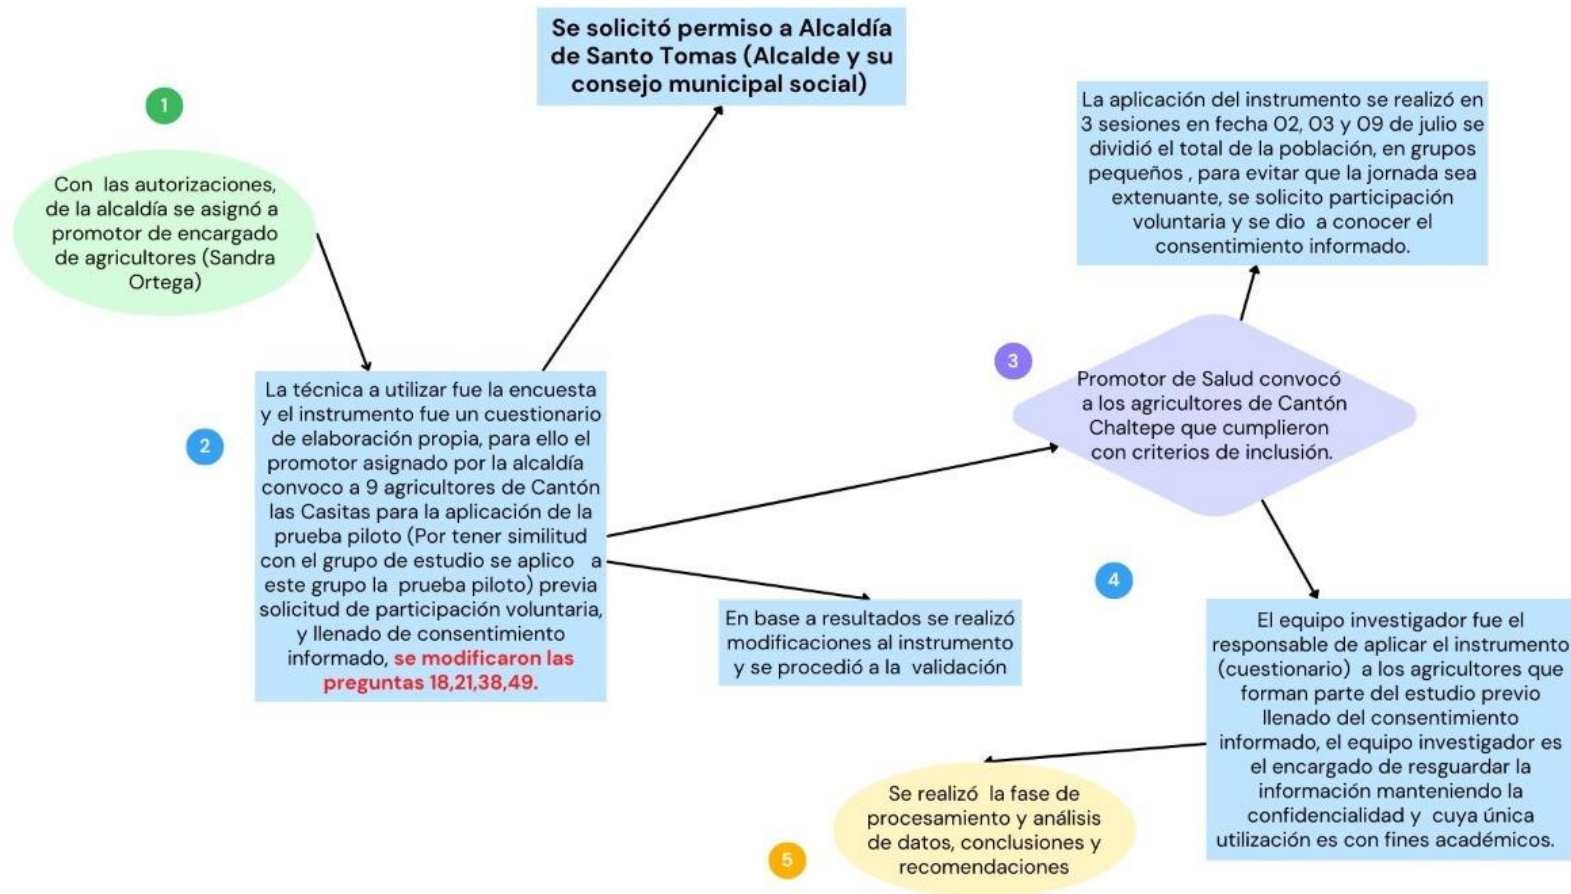 Se solicitó permiso a Alcaldía
de Santo Tomas (Alcalde y su
consejo municipal social)
1
Con las autorizaciones,
de la alcaldía se asignó a
promotor de encargado
de agricultores (Sandra
Ortega)
2
La técnica a utilizar fue la encuesta
y el instrumento fue un cuestionario
de elaboración propia, para ello el
promotor asignado por la alcaldía
convoco a 9 agricultores de Cantón
las Casitas para la aplicación de la
prueba piloto (Por tener similitud
con el grupo de estudio se aplico a
este grupo la prueba piloto) previa
solicitud de participación voluntaria,
y llenado de consentimiento
informado, se modificaron las
preguntas 18,21,38,49.
En base a resultados se realizó
modificaciones al instrumento
y se procedió a la validación
3
Promotor de Salud convocó
a los agricultores de Cantón
Chaltepe que cumplieron
con criterios de inclusión.
La aplicación del instrumento se realizó en
3 sesiones en fecha 02, 03 y 09 de julio se
dividió el total de la población, en grupos
pequeños , para evitar que la jornada sea
extenuante, se solicito participación
voluntaria y se dio a conocer el
consentimiento informado.
4
El equipo investigador fue el
responsable de aplicar el instrumento
(cuestionario) a los agricultores que
forman parte del estudio previo
llenado del consentimiento
informado, el equipo investigador es
el encargado de resguardar la
información manteniendo la
confidencialidad y cuya única
utilización es con fines académicos.
5
Se realizó la fase de
procesamiento y análisis
de datos, conclusiones y
recomendaciones